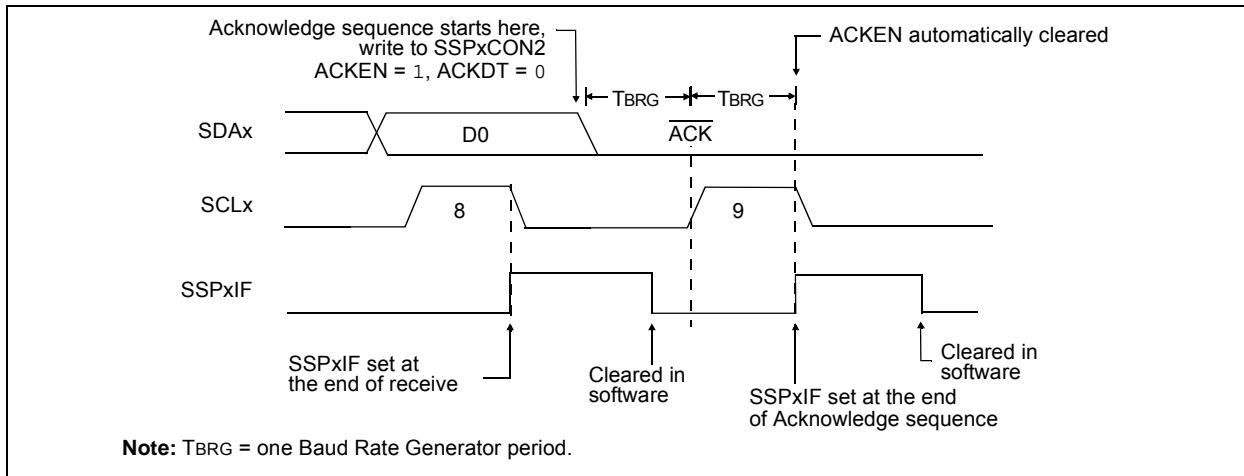 Acknowledge sequence starts here,
write to SSPxCON2
ACKEN = 1, ACKDT = 0
ACKEN automatically cleared
TBRG
TBRG
SDAx
D0
ACK
SCLx
8
9
SSPxIF
SSPxIF set at
the end of receive
Cleared in
software
SSPxIF set at the end
of Acknowledge sequence
Cleared in
software
Note: TBRG = one Baud Rate Generator period.